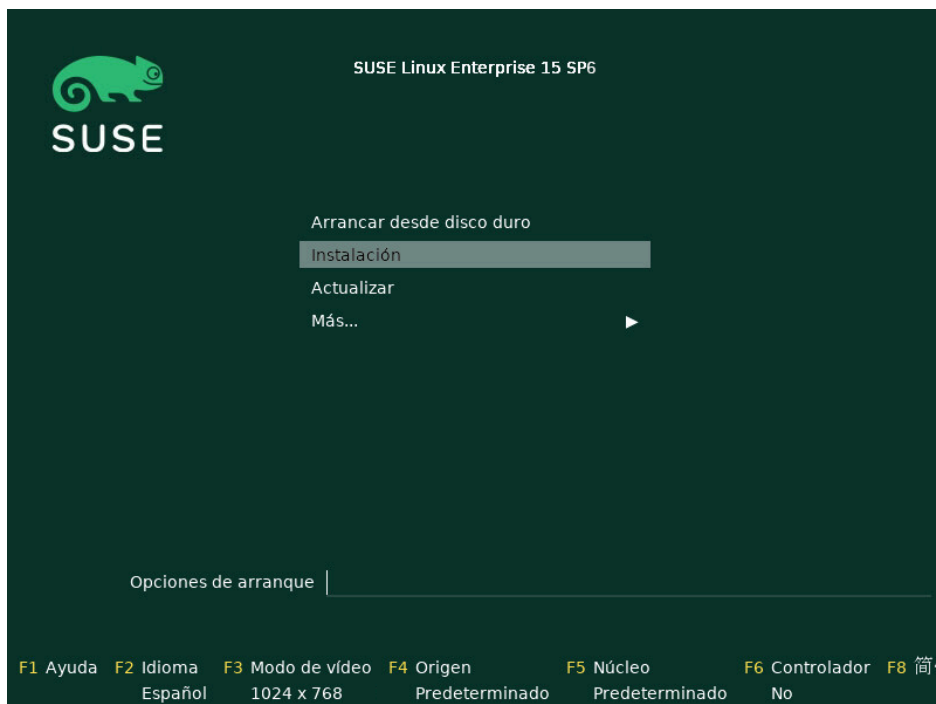 SUSE
SUSE Linux Enterprise 15 SP6
Arrancar desde disco duro
Instalación
Actualizar
Más...
Opciones de arranque
F1 Ayuda F2 Idioma F3 Modo de vídeo F4 Origen F5 Núcleo F6 Controlador F8 简
Español 1024 x 768 Predeterminado Predeterminado No